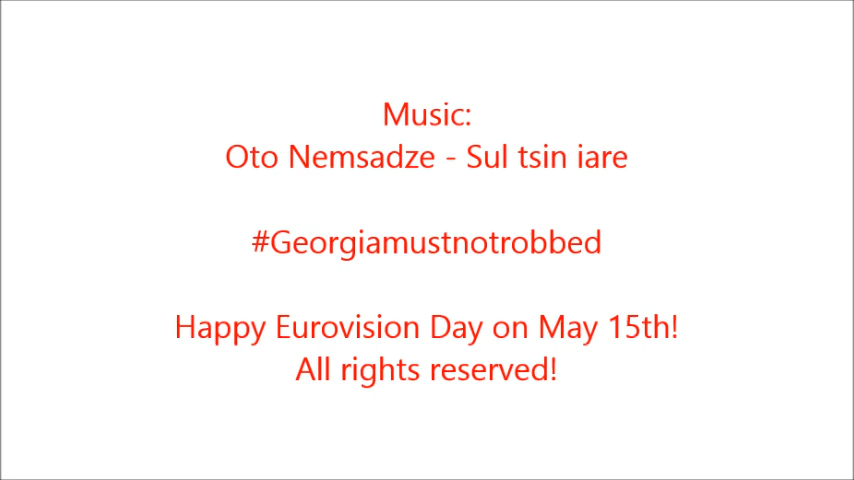 Music:
Oto Nemsadze - Sul tsin iare
#Georgiamustnotrobbed
Happy Eurovision Day on May 15th!
All rights reserved!